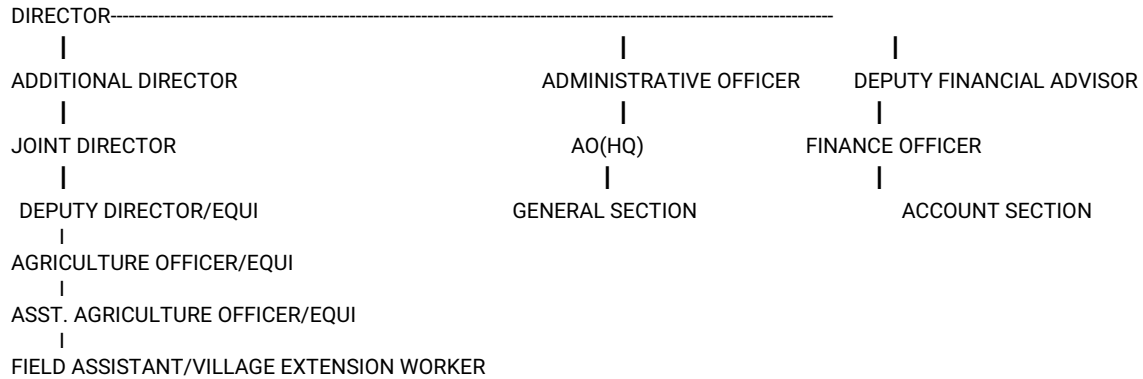 DIRECTOR-------------------------------------------------------------------------------------------------------------------------
ADDITIONAL DIRECTOR ADMINISTRATIVE OFFICER DEPUTY FINANCIAL ADVISOR
JOINT DIRECTOR AO(HQ) FINANCE OFFICER
DEPUTY DIRECTOR/EQUI GENERAL SECTION ACCOUNT SECTION
AGRICULTURE OFFICER/EQUI
ASST. AGRICULTURE OFFICER/EQUI
FIELD ASSISTANT/VILLAGE EXTENSION WORKER